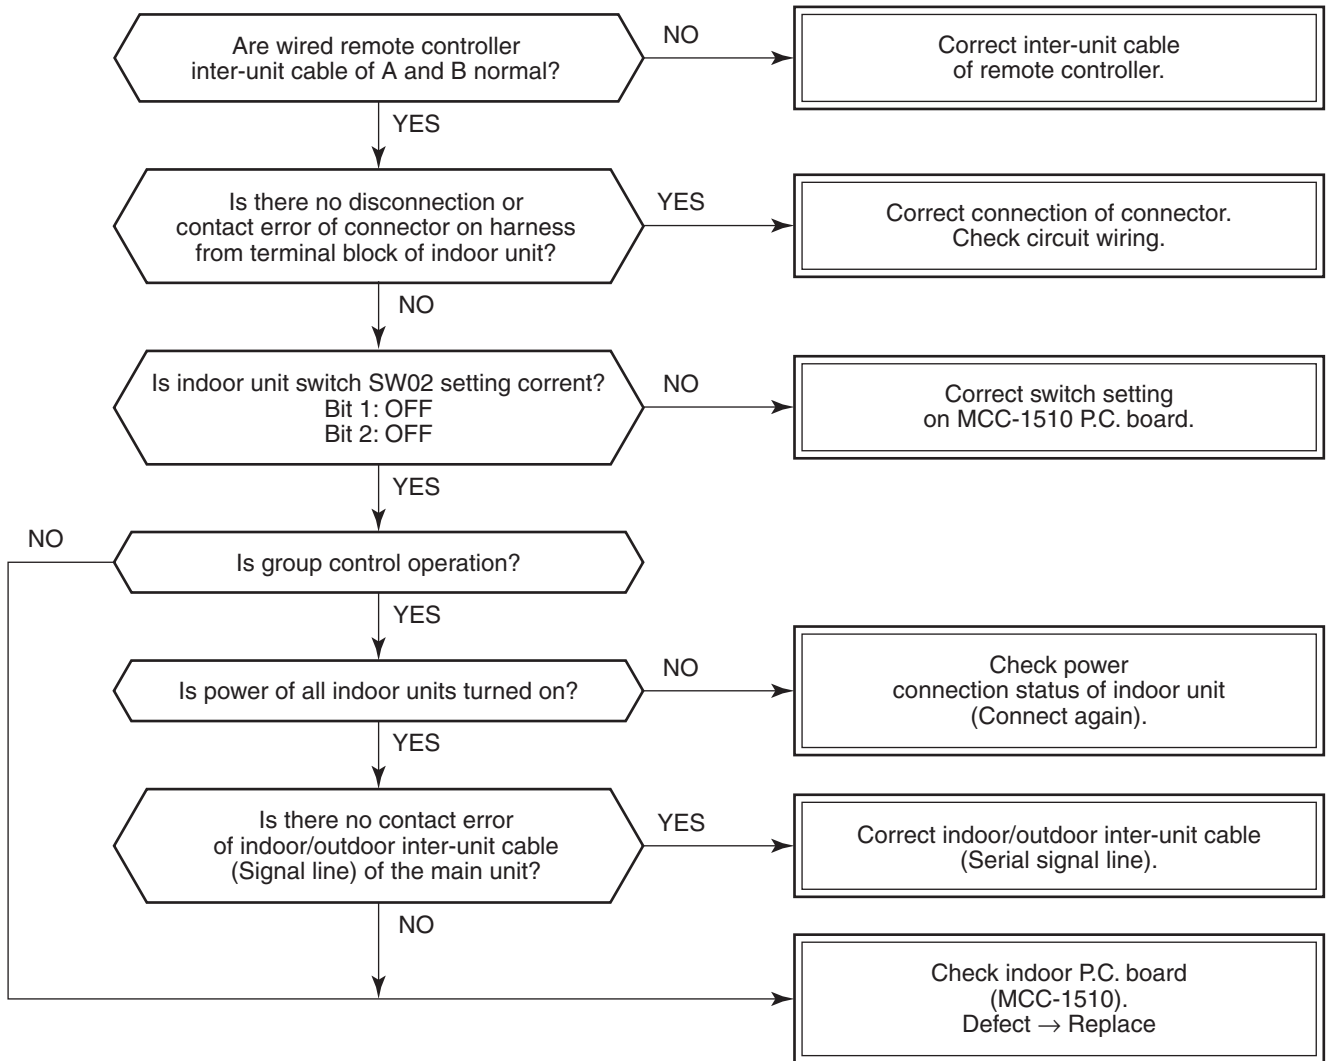 Are wired remote controller
inter-unit cable of A and B normal?
NO
Correct inter-unit cable
of remote controller.
YES
Is there no disconnection or
contact error of connector on harness
from terminal block of indoor unit?
YES
Correct connection of connector.
Check circuit wiring.
NO
Is indoor unit switch SW02 setting corrent?
Bit 1: OFF
Bit 2: OFF
NO
Correct switch setting
on MCC-1510 P.C. board.
YES
NO
Is group control operation?
YES
Is power of all indoor units turned on?
NO
Check power
connection status of indoor unit
(Connect again).
YES
Is there no contact error
of indoor/outdoor inter-unit cable
(Signal line) of the main unit?
YES
Correct indoor/outdoor inter-unit cable
(Serial signal line).
NO
Check indoor P.C. board
(MCC-1510).
Defect → Replace